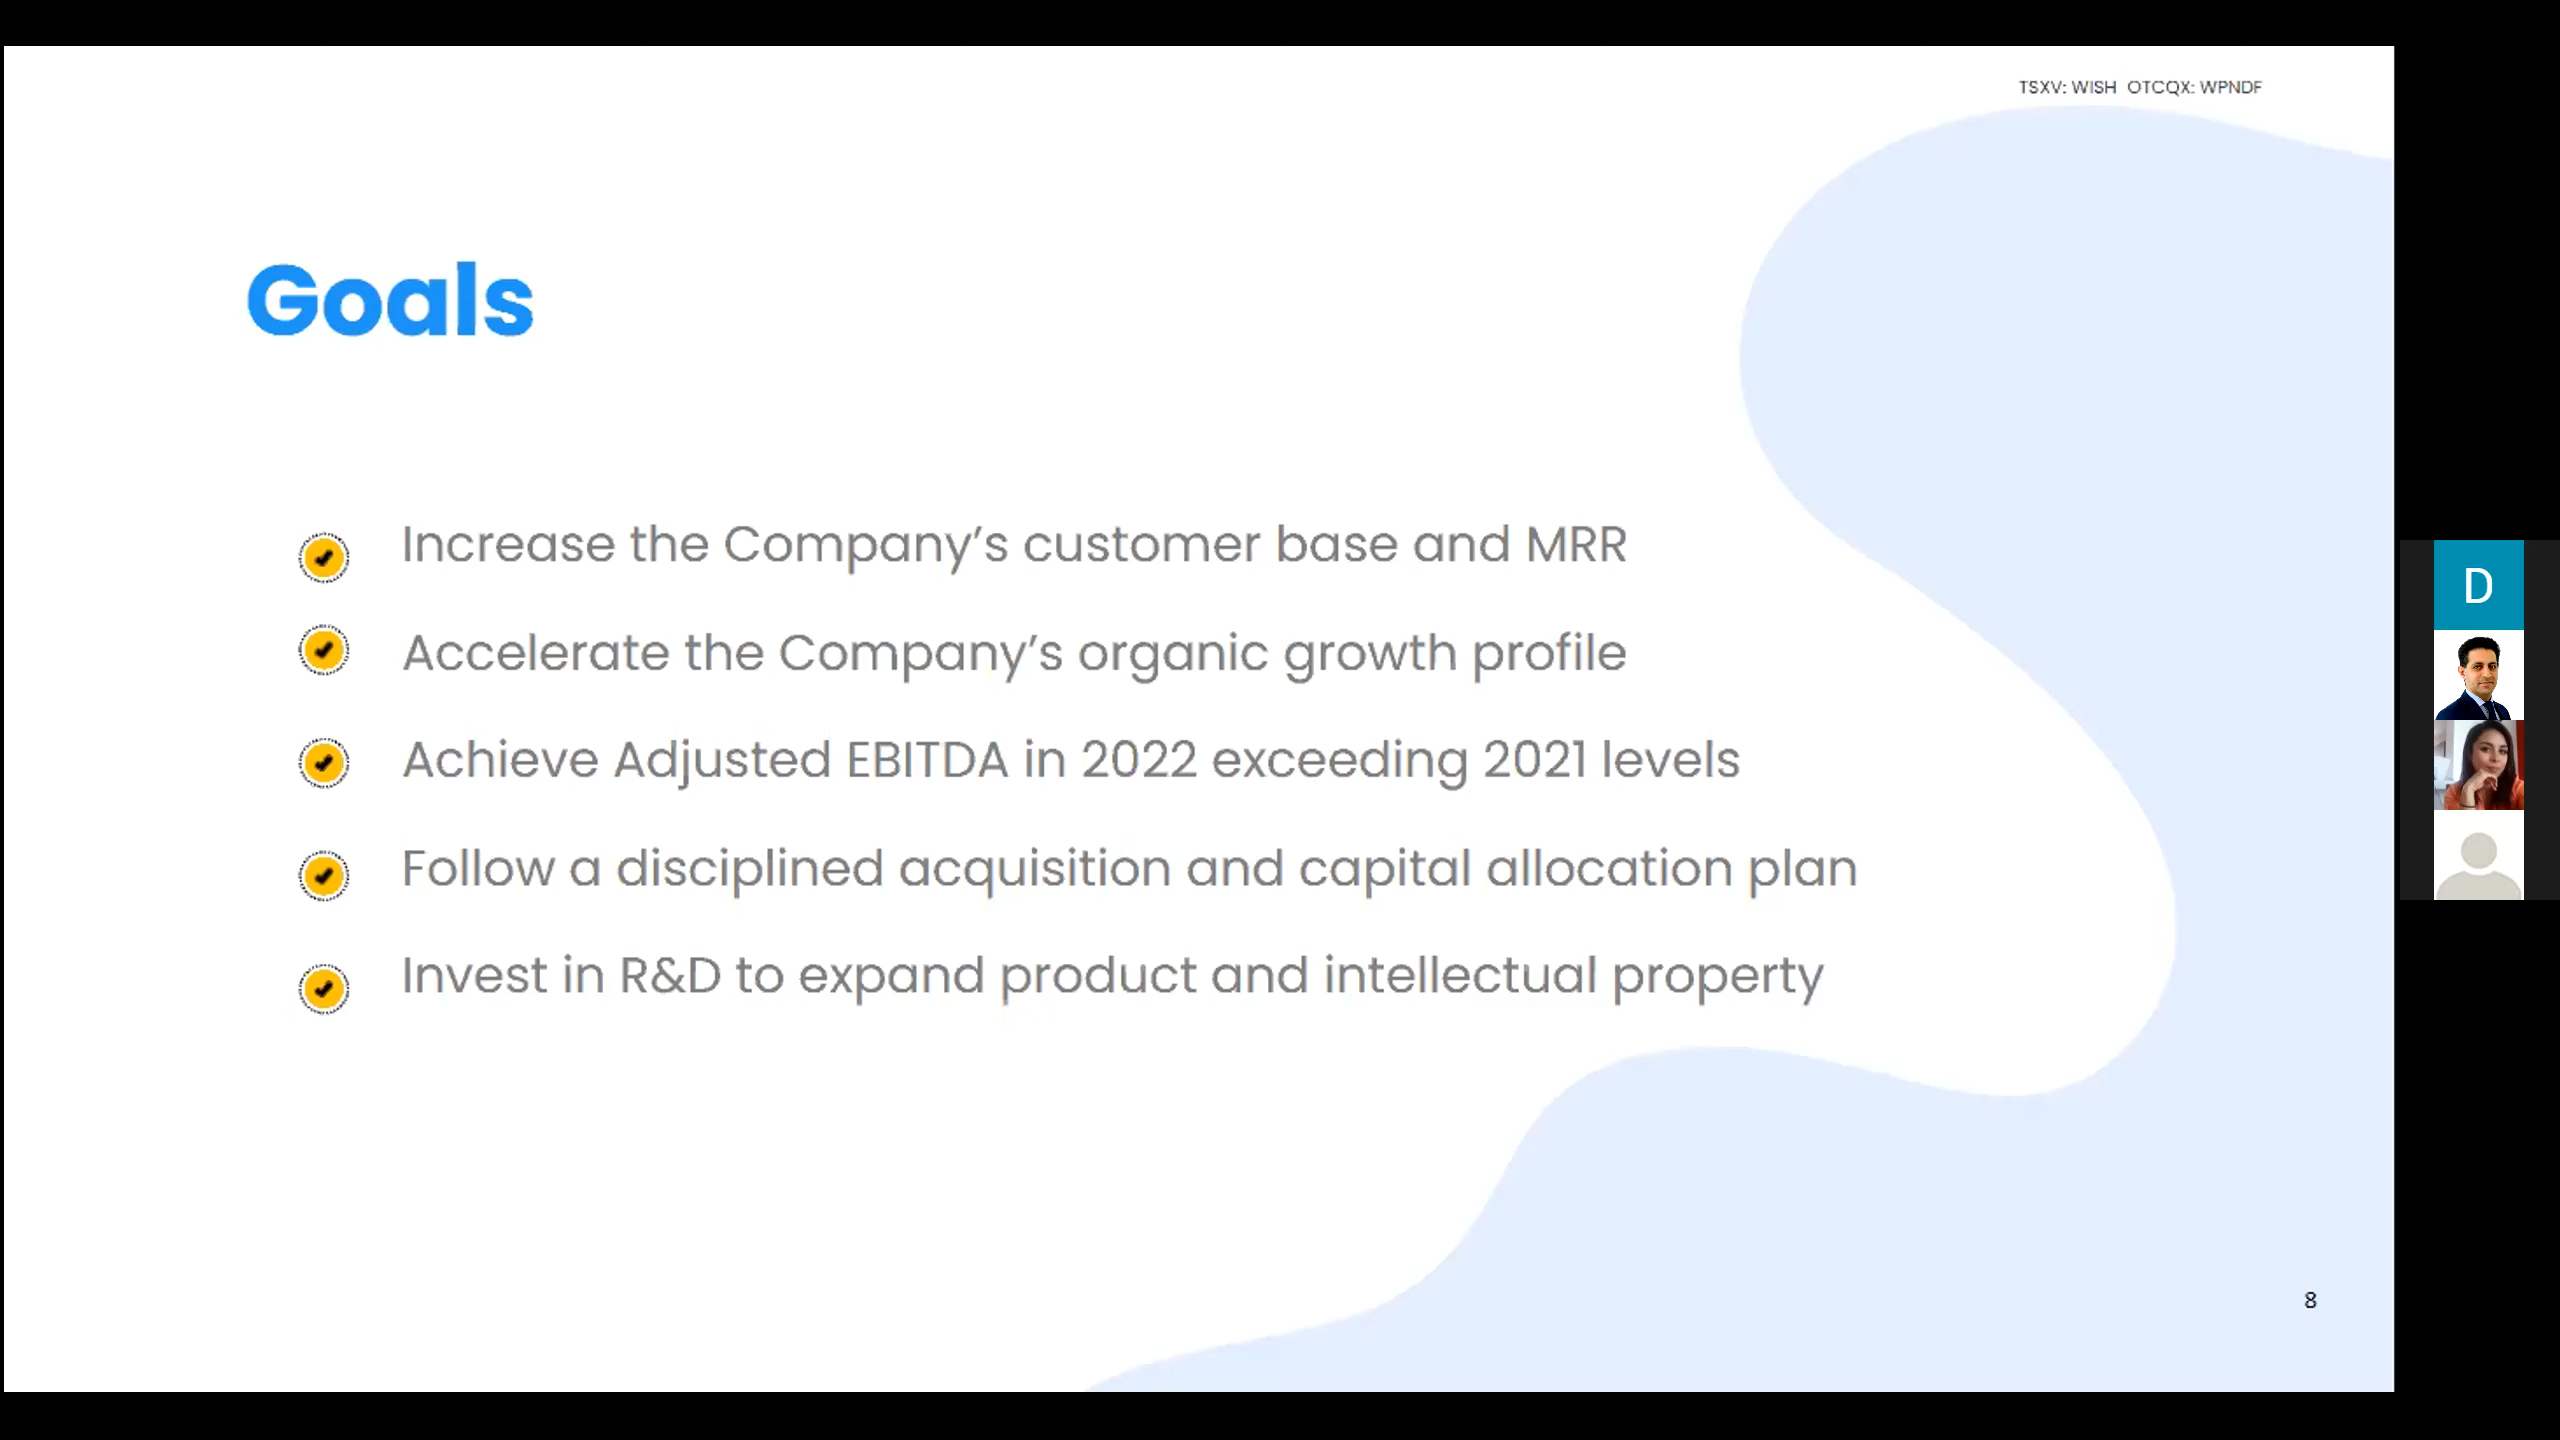 TSXV: WISH OTCQX: WPNDF
Goals
Increase the Company’s customer base and MRR
Accelerate the Company’s organic growth profile
Achieve Adjusted EBITDA in 2022 exceeding 2021 levels
Follow a disciplined acquisition and capital allocation plan
Invest in R&D to expand product and intellectual property
D
8